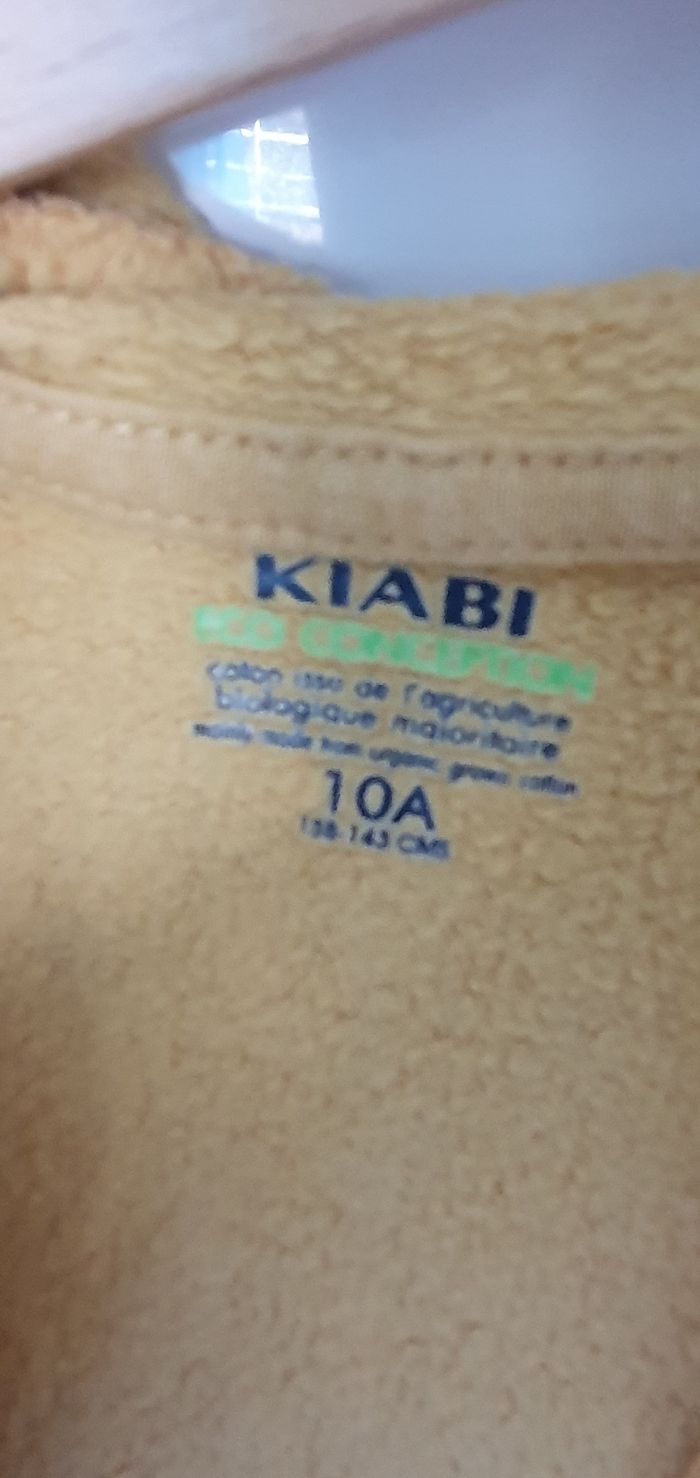 KIABI
ECO CONCEPTION
coton issu de l'agriculture
biologique majoritaire
mainly made from organic grown cotton
10A
138-143 CMS